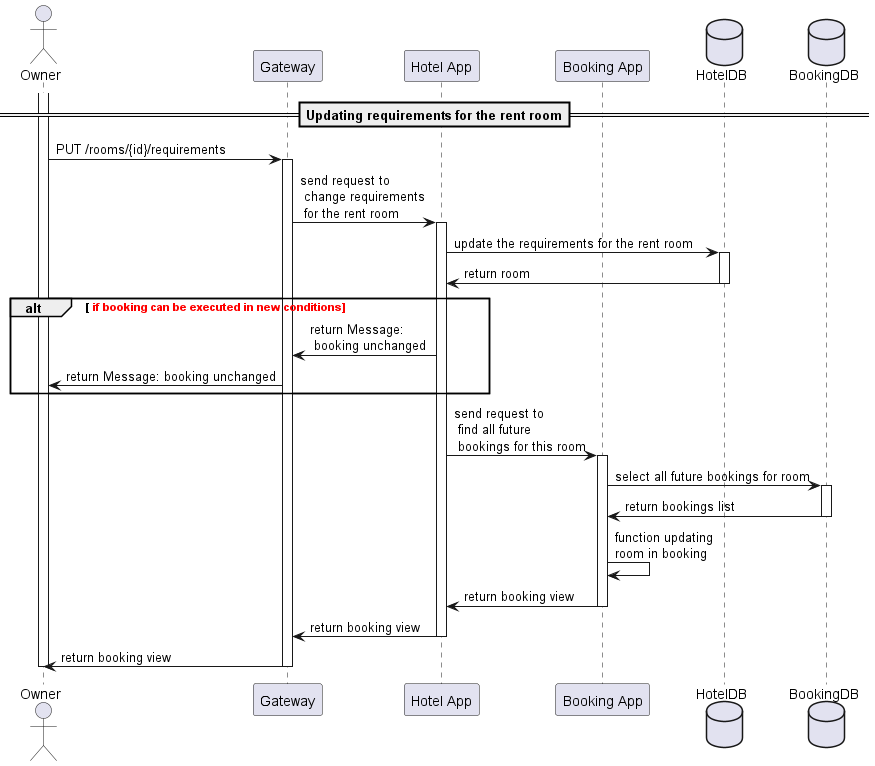 Owner
Gateway
Hotel App
Booking App
HotelDB
BookingDB
Updating requirements for the rent room
PUT /rooms/{id}/requirements
send request to
change requirements
for the rent room
update the requirements for the rent room
return room
alt
[ if booking can be executed in new conditions]
return Message:
booking unchanged
return Message: booking unchanged
send request to
find all future
bookings for this room
select all future bookings for room
return bookings list
function updating
room in booking
return booking view
return booking view
return booking view
Owner
Gateway
Hotel App
Booking App
HotelDB
BookingDB